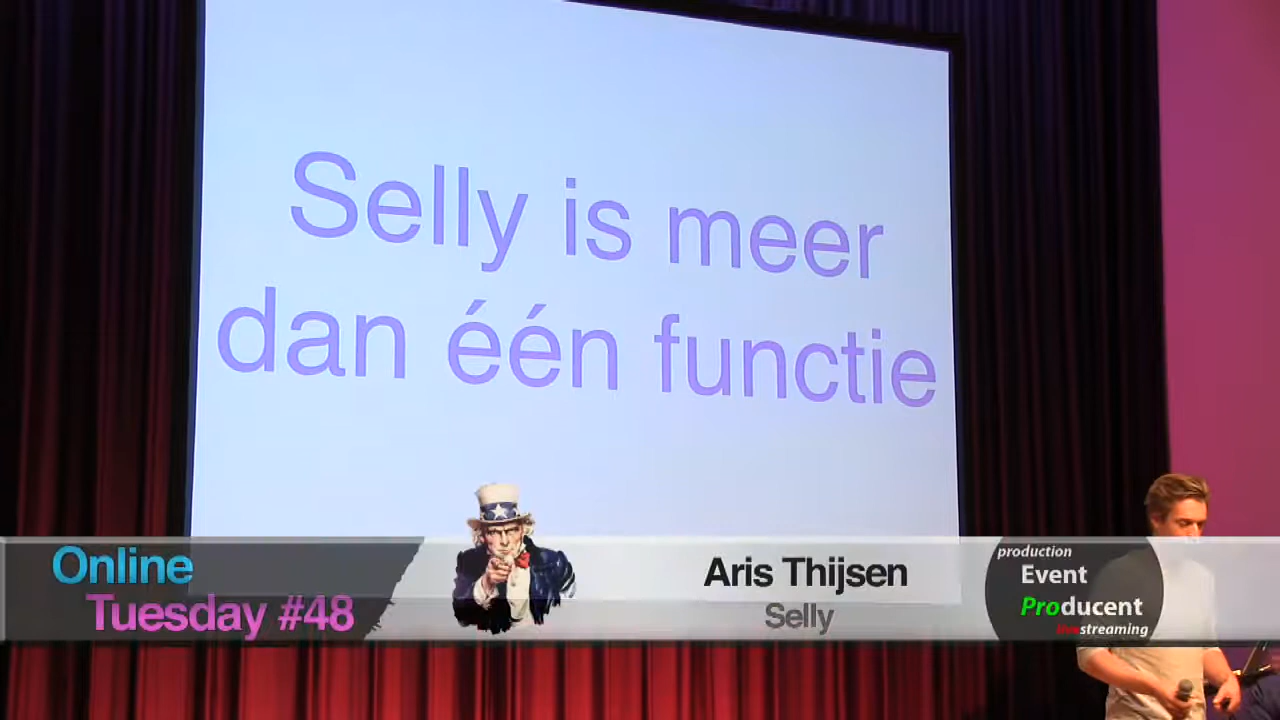 Selly is meer
dan één functie
Online
Tuesday #48
Aris Thijsen
Selly
production
Event
Producent
livestreaming